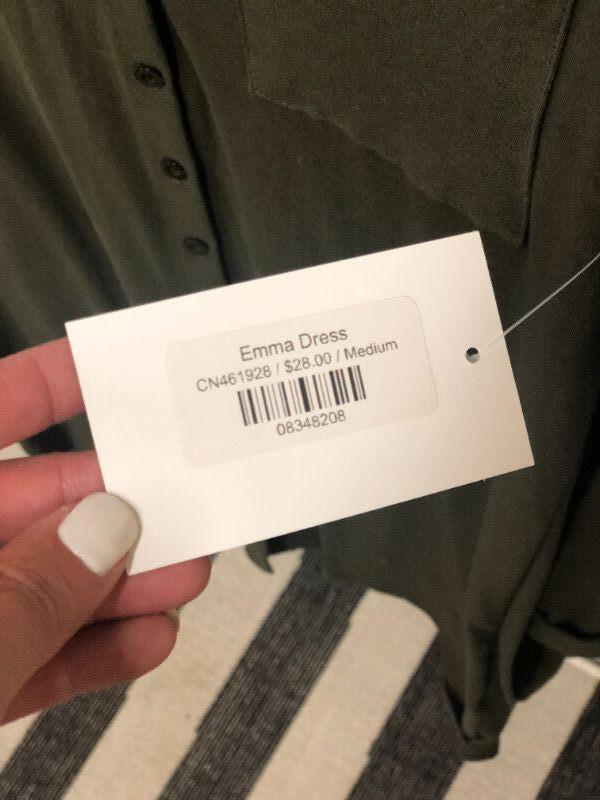 Emma Dress
CN461928 / $28.00 / Medium
08348208